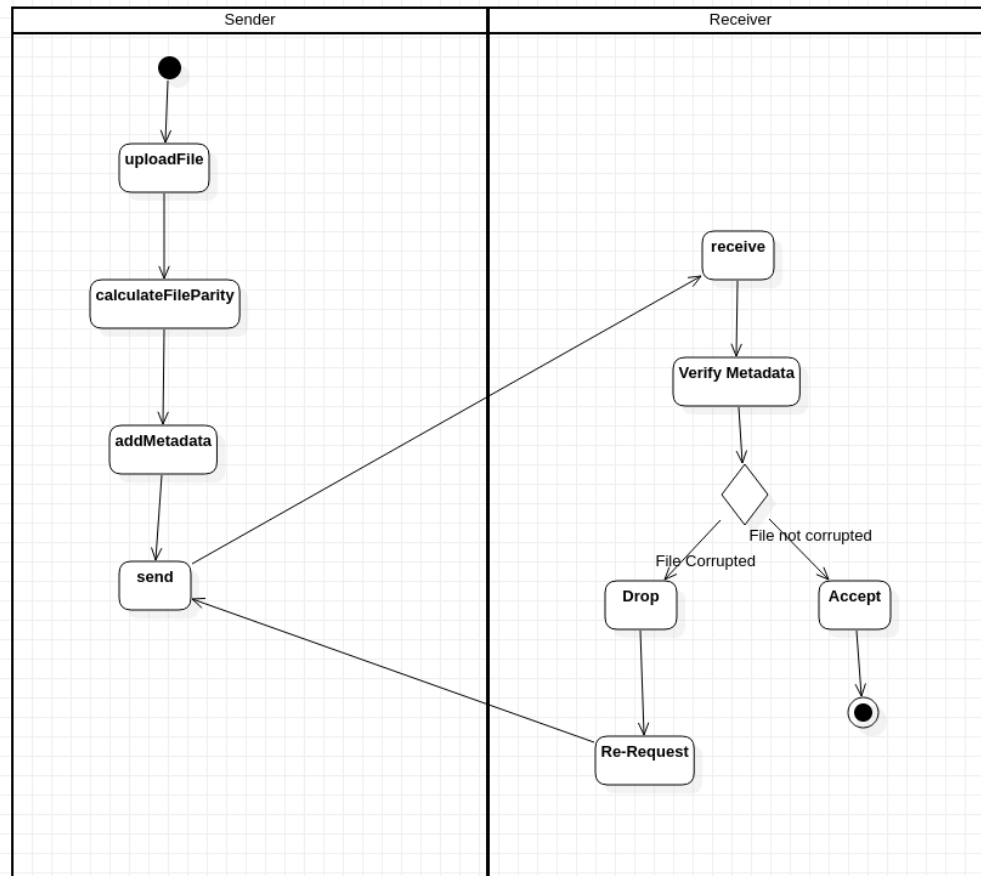 Sender
Receiver
uploadFile
receive
calculateFileParity
Verify Metadata
addMetadata
File not corrupted
File Corrupted
send
Drop
Accept
Re-Request